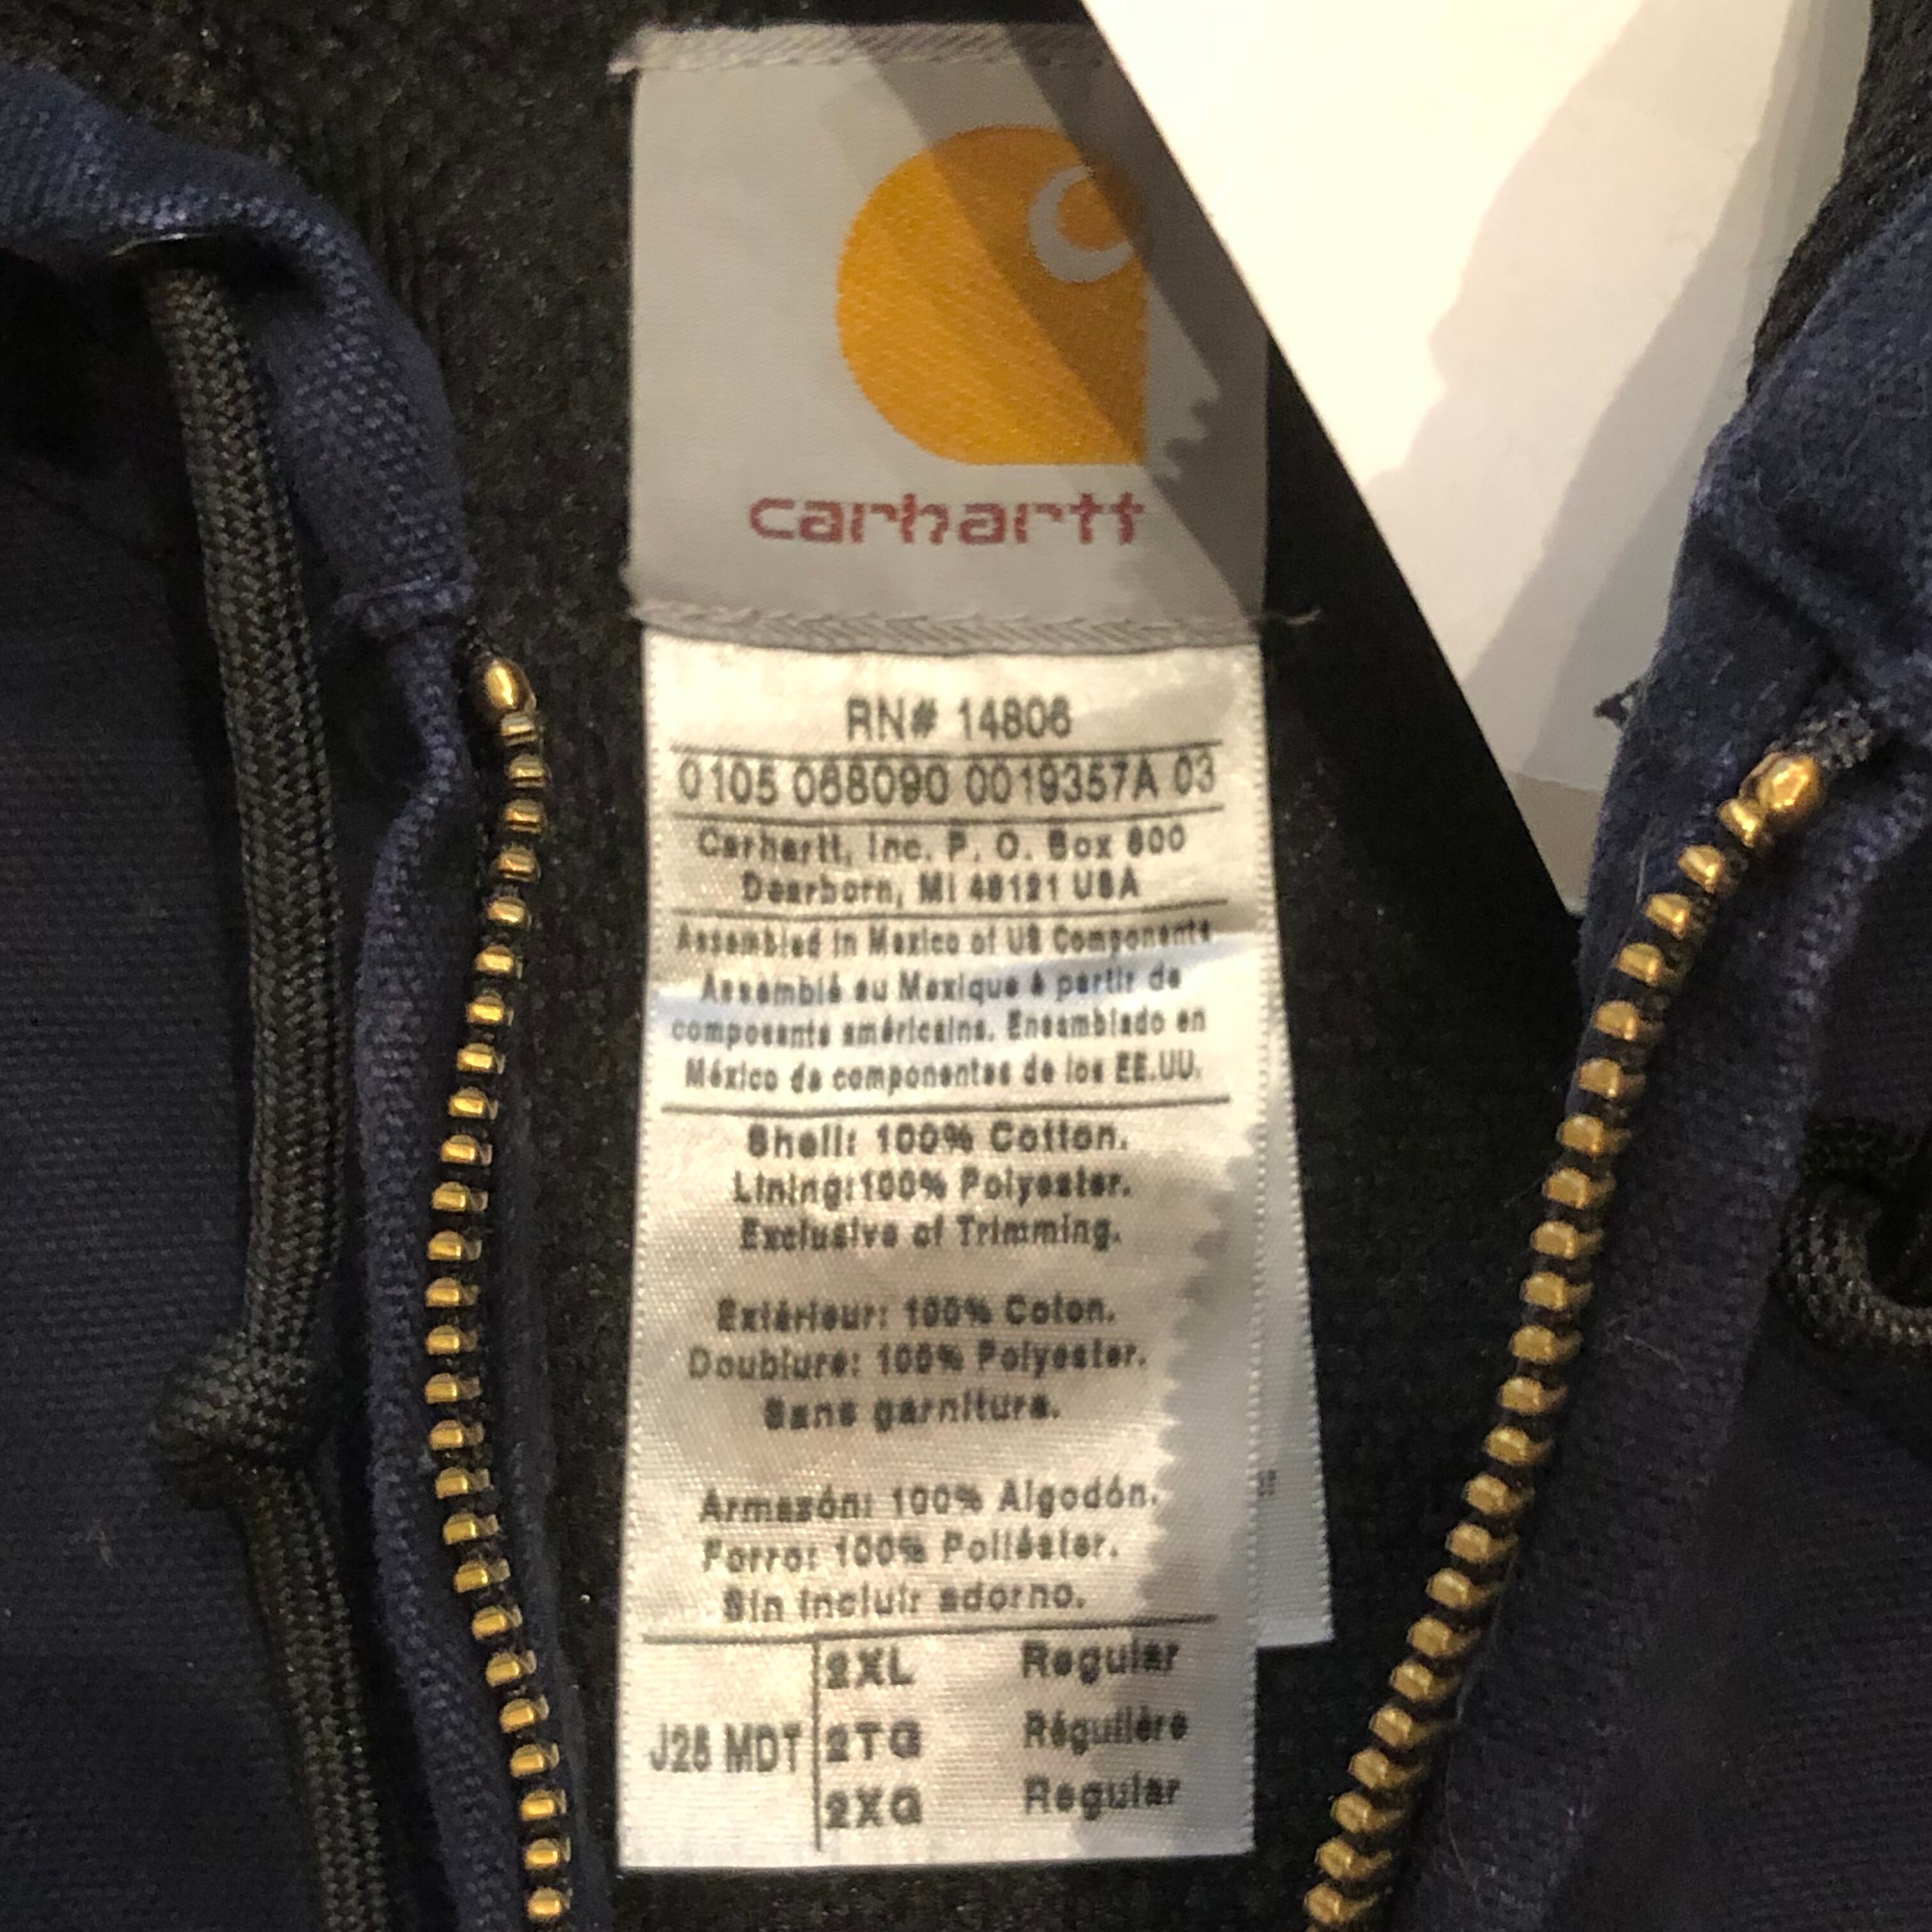 carhartt
RN# 14806
0105 068090 0019357A 03
Carhartt, Inc. P. O. Box 600
Dearborn, MI 48121 USA
Assembled in Mexico of US Components
Assemblé au Mexique à partir de
composants américains. Ensamblado en
México de componentes de los EE.UU.
Shell: 100% Cotton.
Lining:100% Polyester.
Exclusive of Trimming.
Extérieur: 100% Coton.
Doublure: 100% Polyester.
Sans garniture.
Armazón: 100% Algodón.
Forro: 100% Poliéster.
Sin incluir adorno.
2XL Regular
J25 MDT 2TG Régulière
2XG Regular